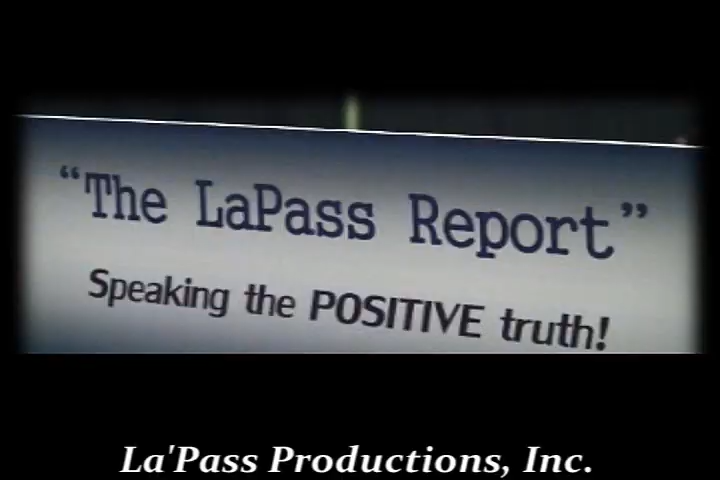 “The LaPass Report”
Speaking the POSITIVE truth!
La'Pass Productions, Inc.